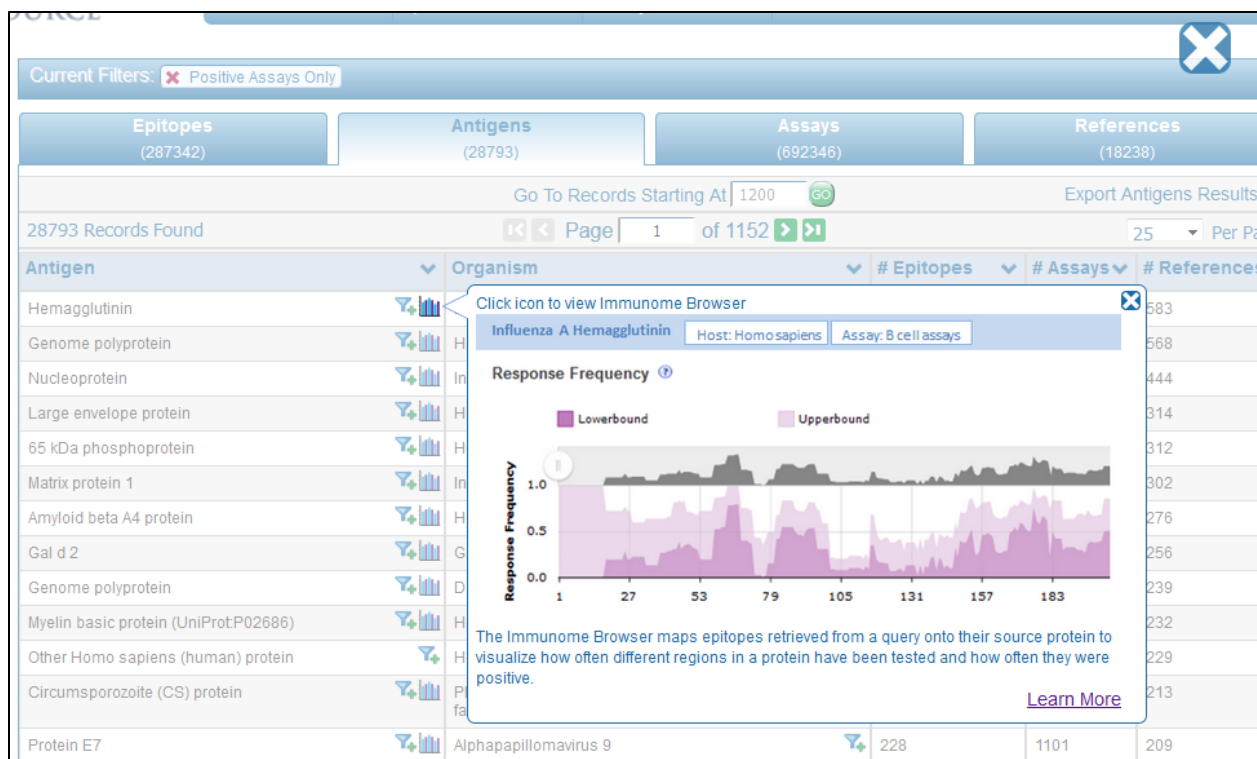 Current Filters: Positive Assays Only
Epitopes Antigens Assays References
(287342) (28793) (692346) (18238)
Go To Records Starting At 1200 GO Export Antigens Results
28793 Records Found Page 1 of 1152 25 Per Pa
Antigen Organism # Epitopes # Assays # References
Hemagglutinin 583
Genome polyprotein H 568
Nucleoprotein In 444
Large envelope protein H 314
65 kDa phosphoprotein H 312
Matrix protein 1 In 302
Amyloid beta A4 protein H 276
Gal d 2 G 256
Genome polyprotein D 239
Myelin basic protein (UniProt:P02686) H 232
Other Homo sapiens (human) protein H 229
Circumsporozoite (CS) protein Pl 213
fa
Protein E7 Alphapapillomavirus 9 228 1101 209
Click icon to view Immunome Browser
Influenza A Hemagglutinin Host: Homo sapiens Assay: B cell assays
Response Frequency ?
Lowerbound Upperbound
Response Frequency
1.0
0.5
0.0
1 27 53 79 105 131 157 183
The Immunome Browser maps epitopes retrieved from a query onto their source protein to
visualize how often different regions in a protein have been tested and how often they were
positive.
Learn More